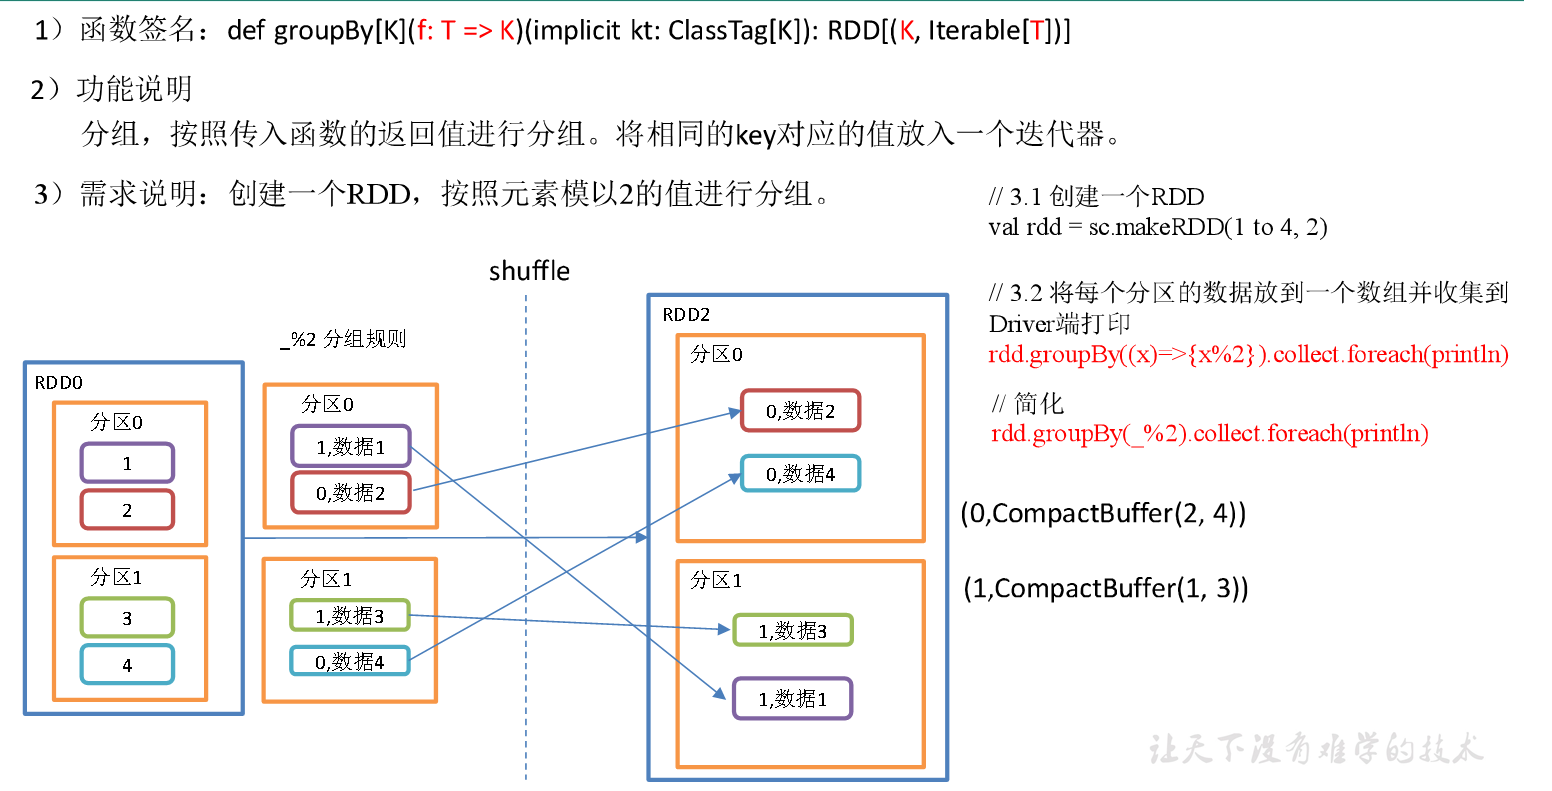 1）函数签名：def groupBy[K](f: T => K)(implicit kt: ClassTag[K]): RDD[(K, Iterable[T])]
2）功能说明
分组，按照传入函数的返回值进行分组。将相同的key对应的值放入一个迭代器。
3）需求说明：创建一个RDD，按照元素模以2的值进行分组。
// 3.1 创建一个RDD
val rdd = sc.makeRDD(1 to 4, 2)
// 3.2 将每个分区的数据放到一个数组并收集到
Driver端打印
rdd.groupBy((x)=>{x%2}).collect.foreach(println)
// 简化
rdd.groupBy(_%2).collect.foreach(println)
shuffle
_%2 分组规则
RDD0
分区0
1
2
分区1
3
4
分区0
1,数据1
0,数据2
分区1
1,数据3
0,数据4
RDD2
分区0
0,数据2
0,数据4
分区1
1,数据3
1,数据1
(0,CompactBuffer(2, 4))
(1,CompactBuffer(1, 3))
让天下没有难学的技术